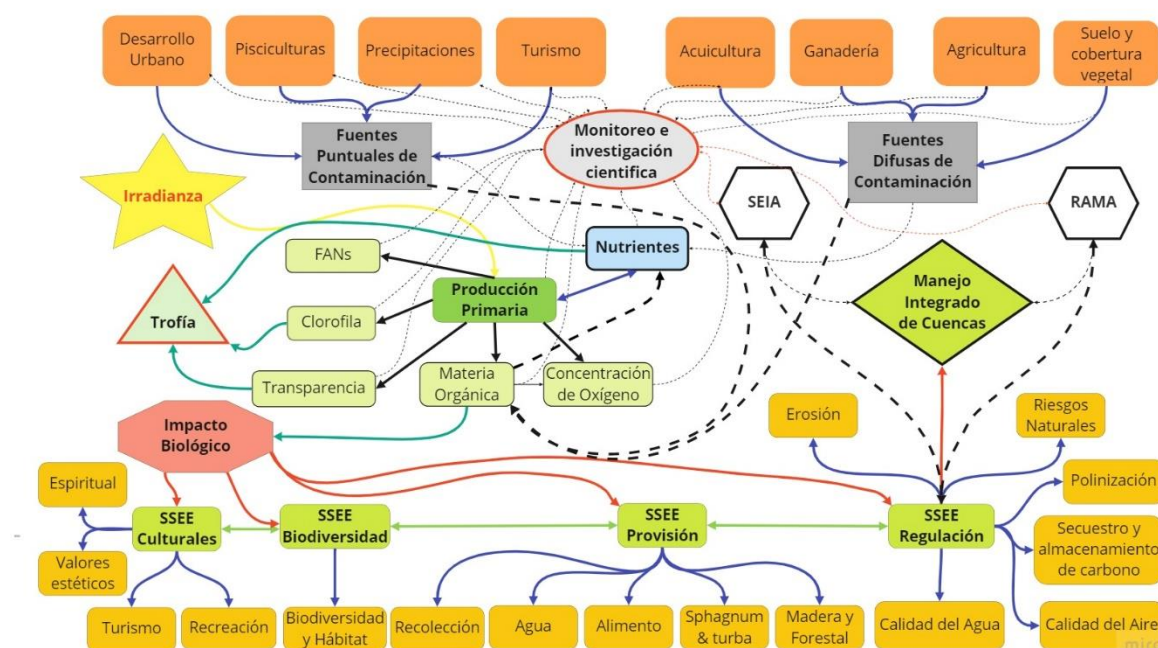 Desarrollo
Urbano
Pisciculturas
Precipitaciones
Turismo
Acuicultura
Ganadería
Agricultura
Suelo y
cobertura
vegetal
Fuentes
Puntuales de
Contaminación
Monitoreo e
investigación
cientifica
Fuentes
Difusas de
Contaminación
Irradianza
SEIA
RAMA
FANs
Nutrientes
Producción
Primaria
Manejo
Integrado
de Cuencas
Trofía
Clorofila
Transparencia
Materia
Orgánica
Concentración
de Oxígeno
Impacto
Biológico
Erosión
Riesgos
Naturales
Espiritual
Polinización
SSEE
Culturales
SSEE
Biodiversidad
SSEE
Provisión
SSEE
Regulación
Secuestro y
almacenamiento
de carbono
Valores
estéticos
Turismo
Recreación
Biodiversidad
y Hábitat
Recolección
Agua
Alimento
Sphagnum
& turba
Madera y
Forestal
Calidad del Agua
Calidad del Aire